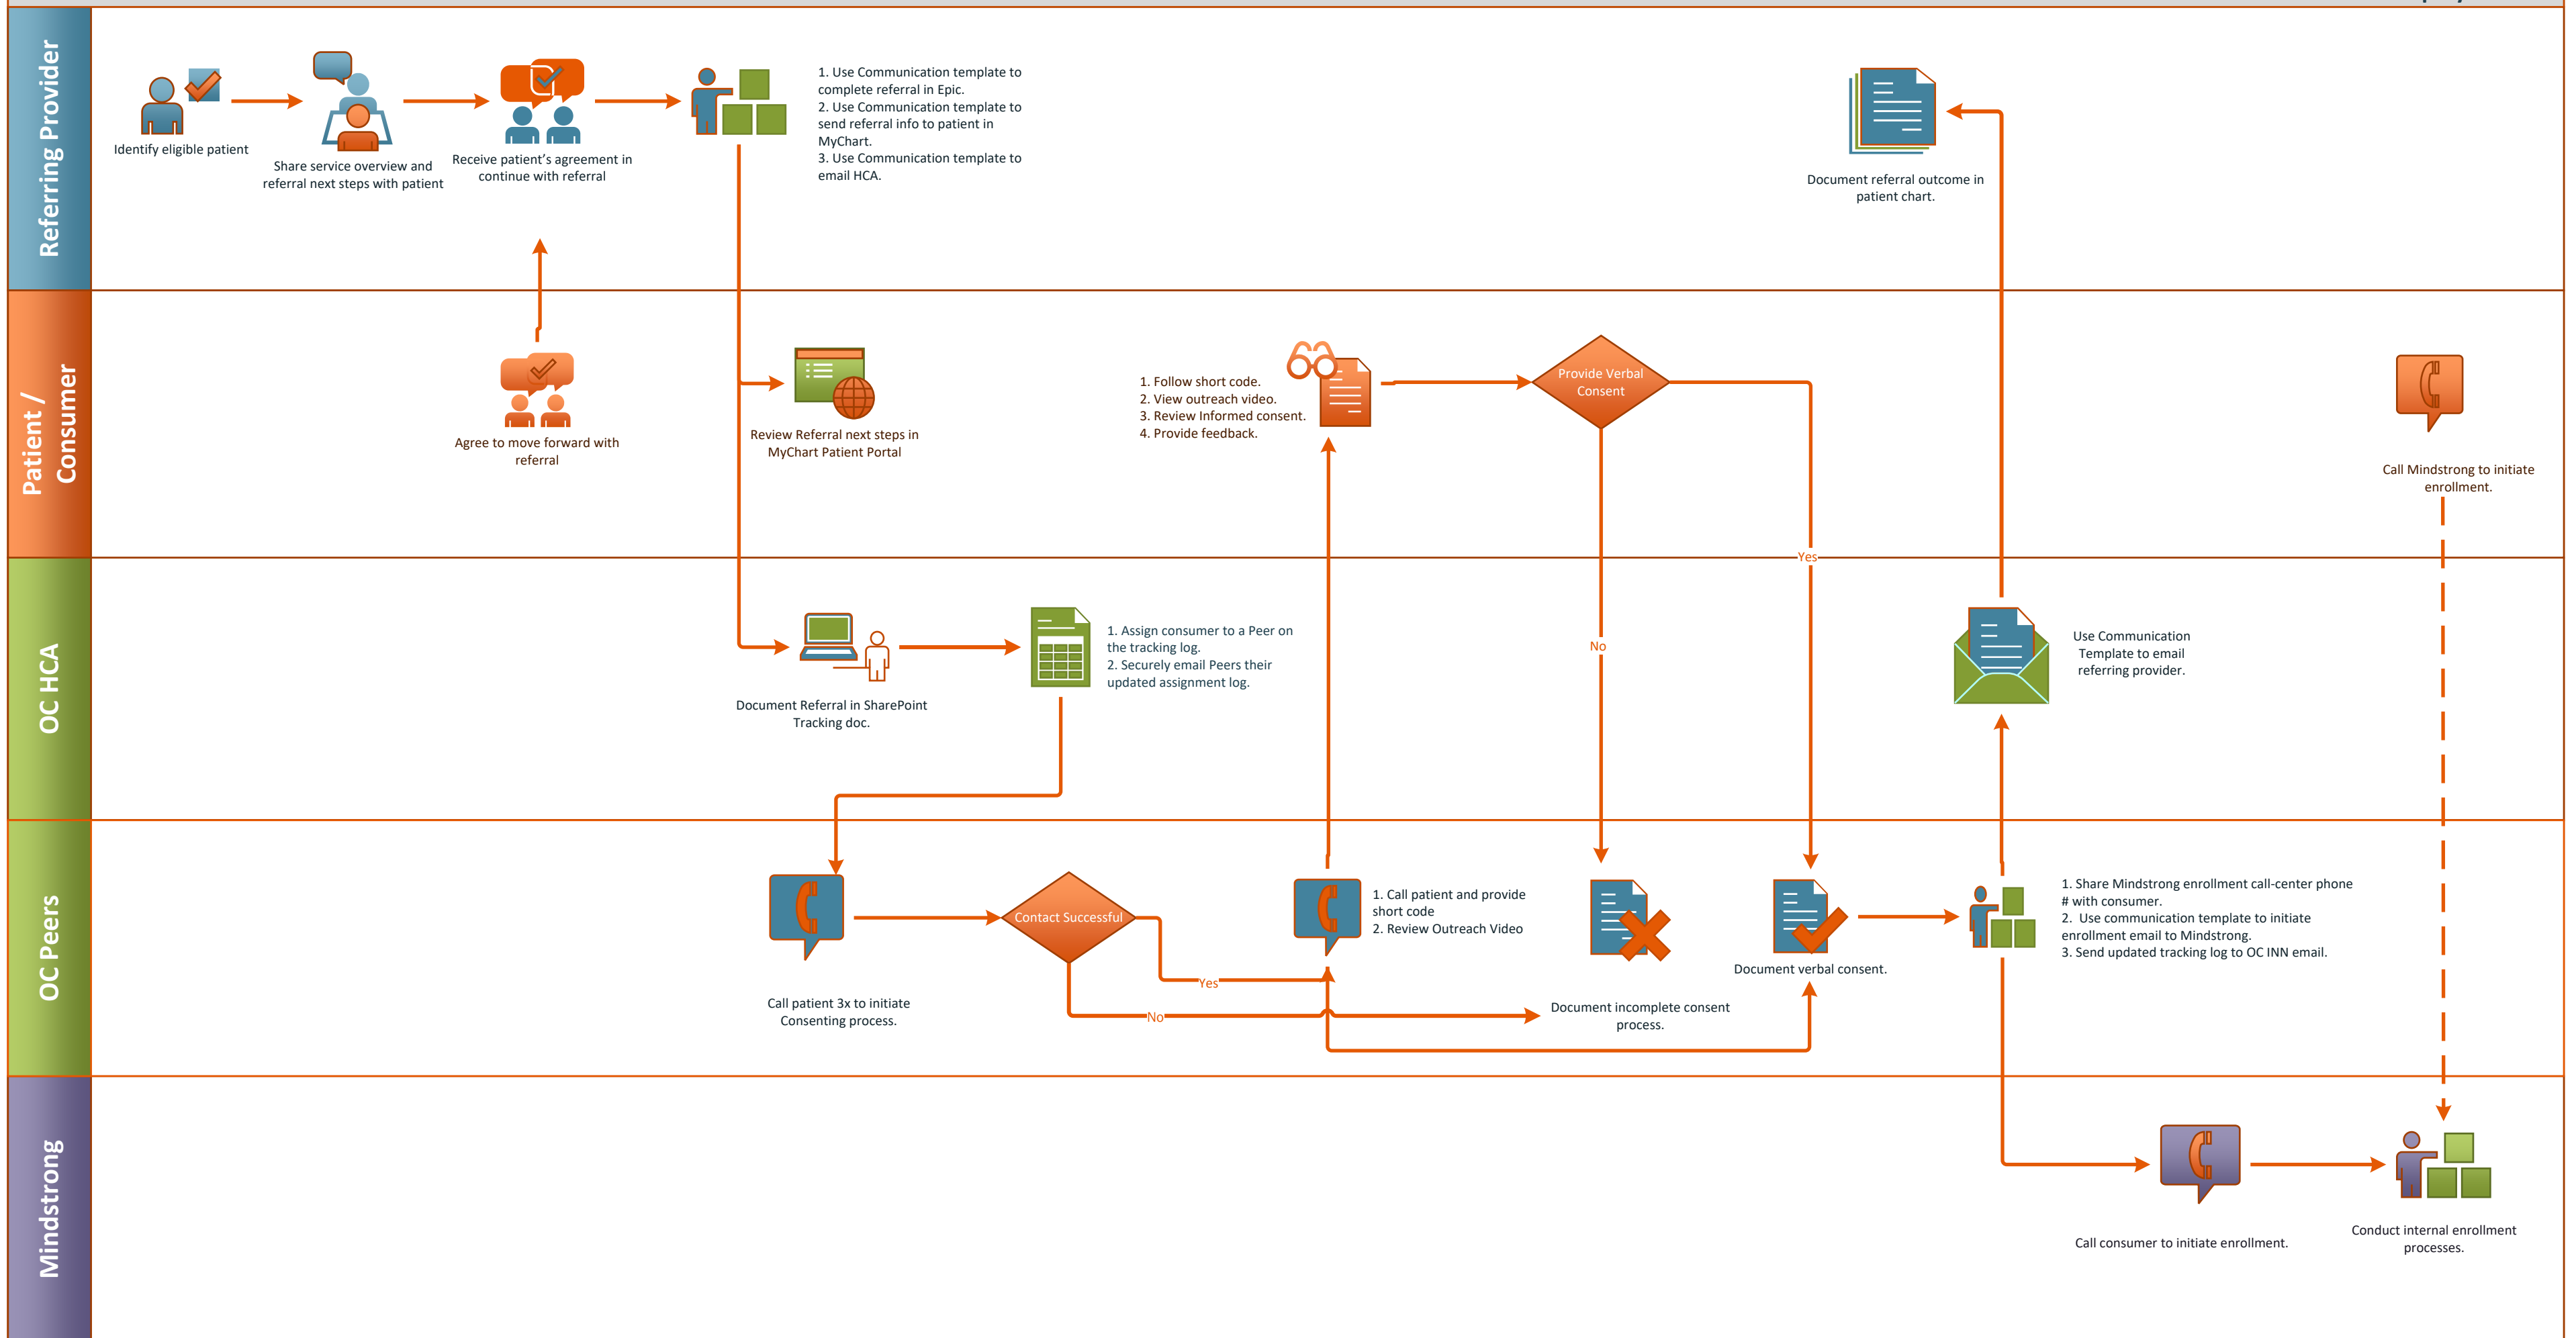 Referring Provider
Identify eligible patient
Share service overview and
referral next steps with patient
Receive patient's agreement in
continue with referral
1. Use Communication template to
complete referral in Epic.
2. Use Communication template to
send referral info to patient in
MyChart.
3. Use Communication template to
email HCA.
Document referral outcome in
patient chart.
Patient /
Consumer
Agree to move forward with
referral
Review Referral next steps in
MyChart Patient Portal
1. Follow short code.
2. View outreach video.
3. Review Informed consent.
4. Provide feedback.
Provide Verbal
Consent
Call Mindstrong to initiate
enrollment.
Yes
OC HCA
Document Referral in SharePoint
Tracking doc.
1. Assign consumer to a Peer on
the tracking log.
2. Securely email Peers their
updated assignment log.
No
Use Communication
Template to email
referring provider.
OC Peers
Call patient 3x to initiate
Consenting process.
Contact Successful
Yes
No
1. Call patient and provide
short code
2. Review Outreach Video
Document incomplete consent
process.
Document verbal consent.
1. Share Mindstrong enrollment call-center phone
# with consumer.
2.  Use communication template to initiate
enrollment email to Mindstrong.
3. Send updated tracking log to OC INN email.
Mindstrong
Call consumer to initiate enrollment.
Conduct internal enrollment
processes.